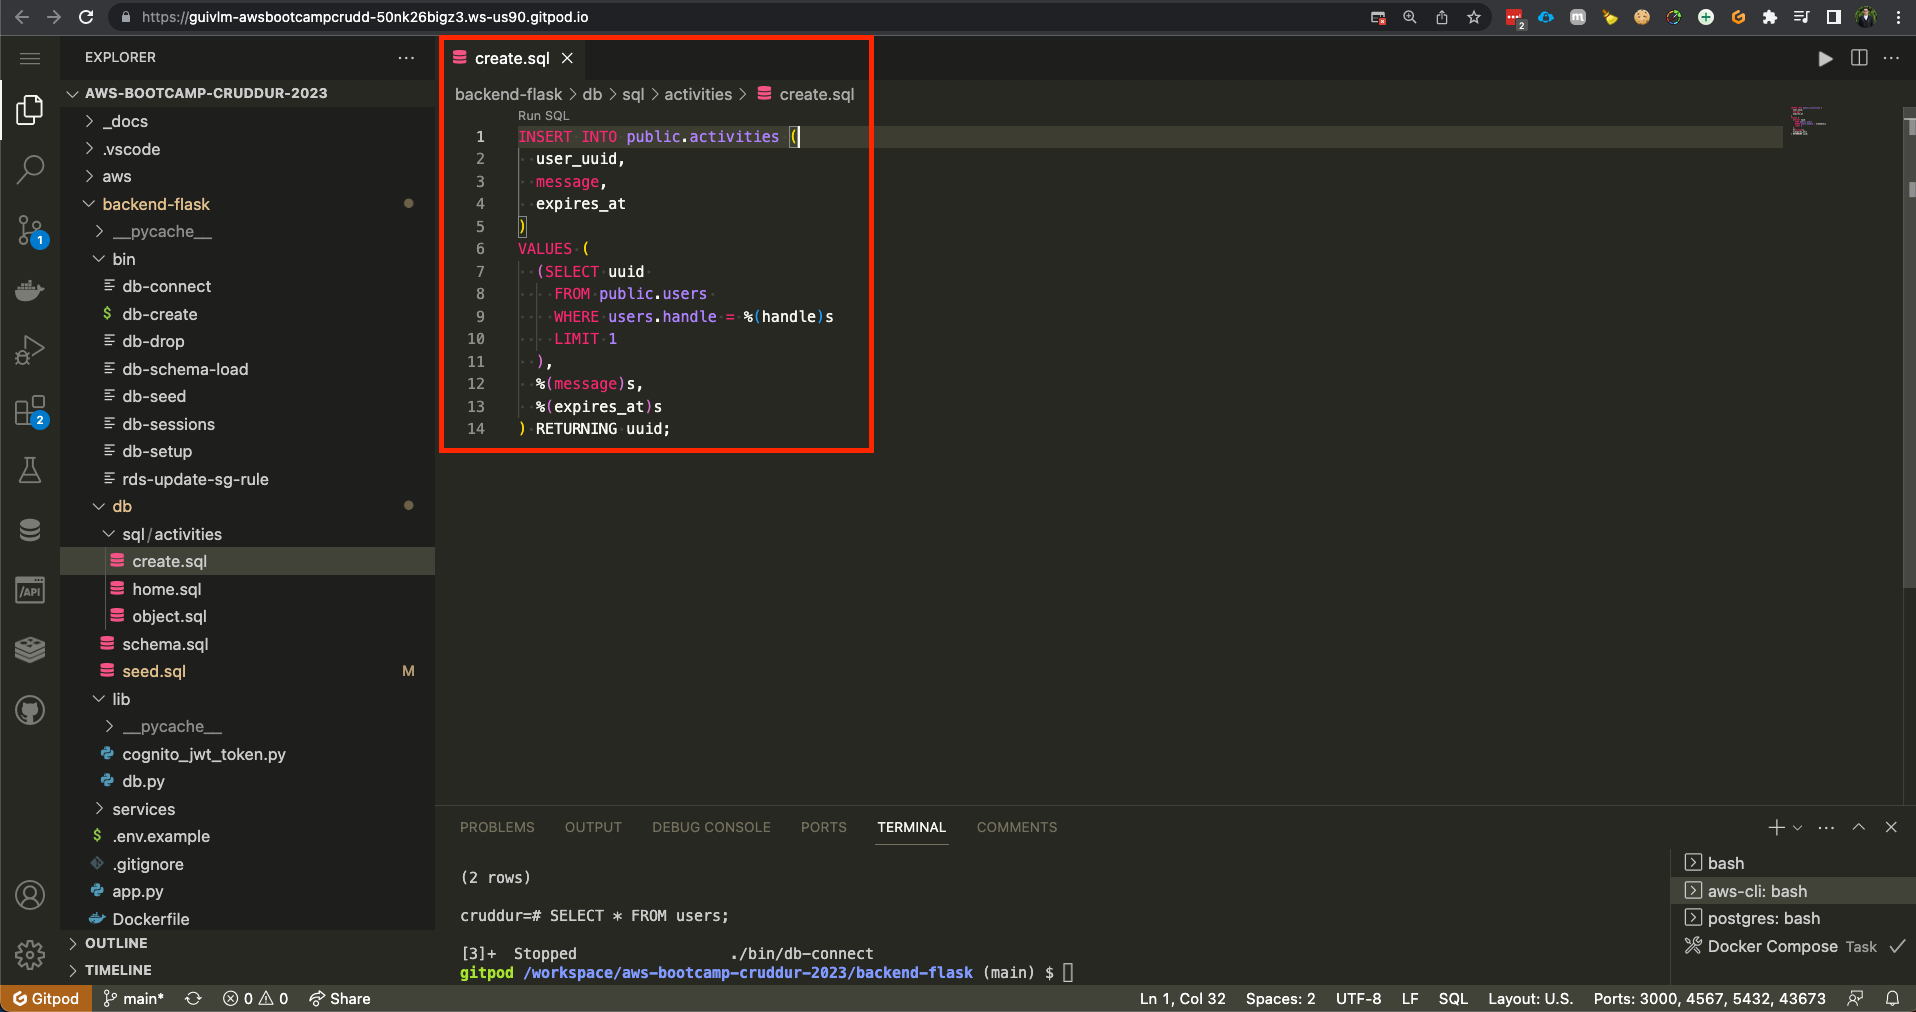 https://guivlm-awsbootcampcrudd-50nk26bigz3.ws-us90.gitpod.io
2
EXPLORER
AWS-BOOTCAMP-CRUDDUR-2023
_docs
.vscode
aws
backend-flask
__pycache__
bin
db-connect
$ db-create
db-drop
db-schema-load
db-seed
db-sessions
db-setup
rds-update-sg-rule
db
sql/activities
create.sql
home.sql
object.sql
schema.sql
seed.sql M
lib
__pycache__
cognito_jwt_token.py
db.py
services
$ .env.example
.gitignore
app.py
Dockerfile
OUTLINE
TIMELINE
1
2
/API
create.sql
backend-flask > db > sql > activities > create.sql
Run SQL
1 INSERT INTO public.activities (
2 user_uuid,
3 message,
4 expires_at
5 )
6 VALUES (
7 (SELECT uuid
8 FROM public.users
9 WHERE users.handle = %(handle)s
10 LIMIT 1
11 ),
12 %(message)s,
13 %(expires_at)s
14 ) RETURNING uuid;
PROBLEMS OUTPUT DEBUG CONSOLE PORTS TERMINAL COMMENTS
(2 rows)
cruddur=# SELECT * FROM users;
[3]+ Stopped ./bin/db-connect
gitpod /workspace/aws-bootcamp-cruddur-2023/backend-flask (main) $
bash
aws-cli: bash
postgres: bash
Docker Compose Task
Gitpod main* 0 0 Share Ln 1, Col 32 Spaces: 2 UTF-8 LF SQL Layout: U.S. Ports: 3000, 4567, 5432, 43673